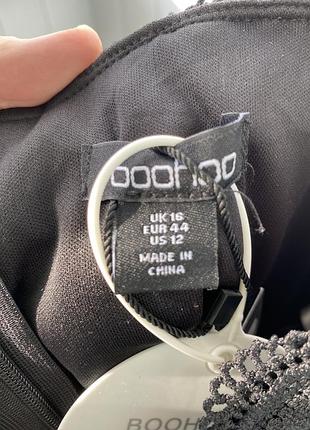 boohoo
UK 16
EUR 44
US 12
MADE IN
CHINA
BOOH